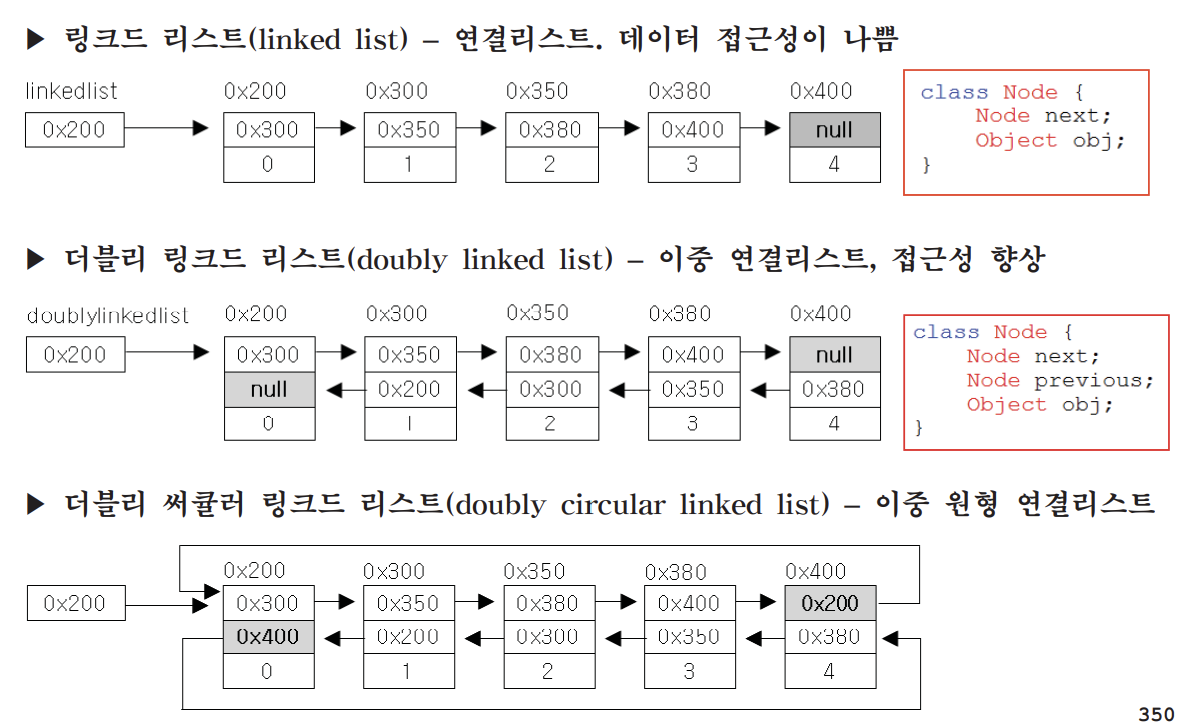 ▶ 링크드 리스트(linked list) – 연결리스트. 데이터 접근성이 나쁨
linkedlist 0x200 0x300 0x350 0x380 0x400
0x200 0x300 0x350 0x380 0x400 null
0 1 2 3 4
class Node {
Node next;
Object obj;
}
▶ 더블리 링크드 리스트(doubly linked list) – 이중 연결리스트, 접근성 향상
doublylinkedlist 0x200 0x300 0x350 0x380 0x400
0x200 0x300 0x350 0x380 0x400 null
null 0x200 0x300 0x350 0x380
0 1 2 3 4
class Node {
Node next;
Node previous;
Object obj;
}
▶ 더블리 써큘러 링크드 리스트(doubly circular linked list) – 이중 원형 연결리스트
0x200 0x300 0x350 0x380 0x400
0x200 0x300 0x350 0x380 0x400 0x200
0x400 0x200 0x300 0x350 0x380
0 1 2 3 4
350